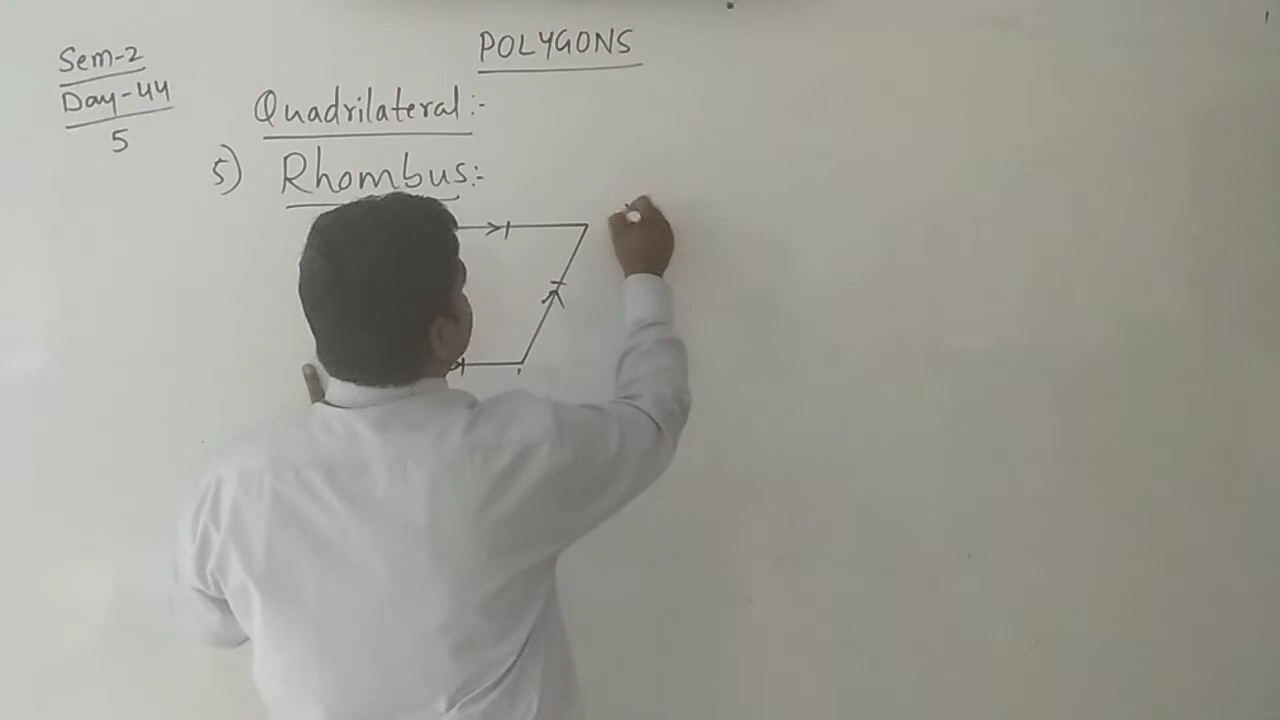 POLYGONS
Sem-2
Day-44
5
Quadrilateral:-
5) Rhombus:-